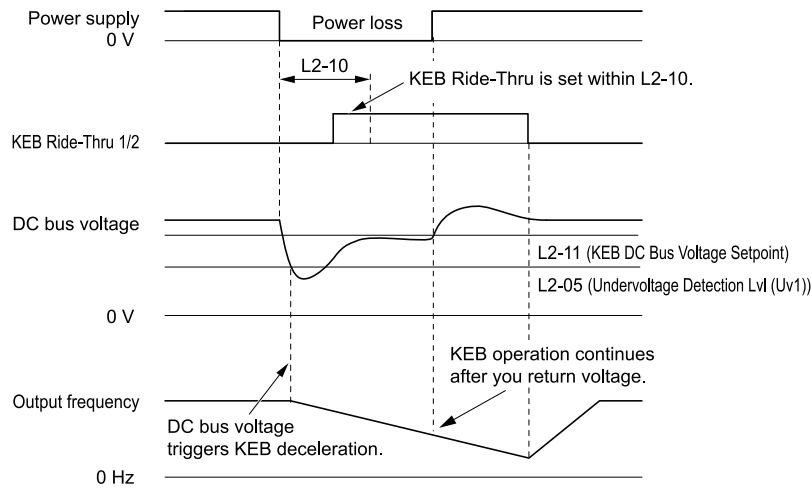 Power supply
0 V
Power loss
L2-10
KEB Ride-Thru is set within L2-10.
KEB Ride-Thru 1/2
DC bus voltage
L2-11 (KEB DC Bus Voltage Setpoint)
L2-05 (Undervoltage Detection Lvl (Uv1))
0 V
KEB operation continues
after you return voltage.
Output frequency
DC bus voltage
triggers KEB deceleration.
0 Hz